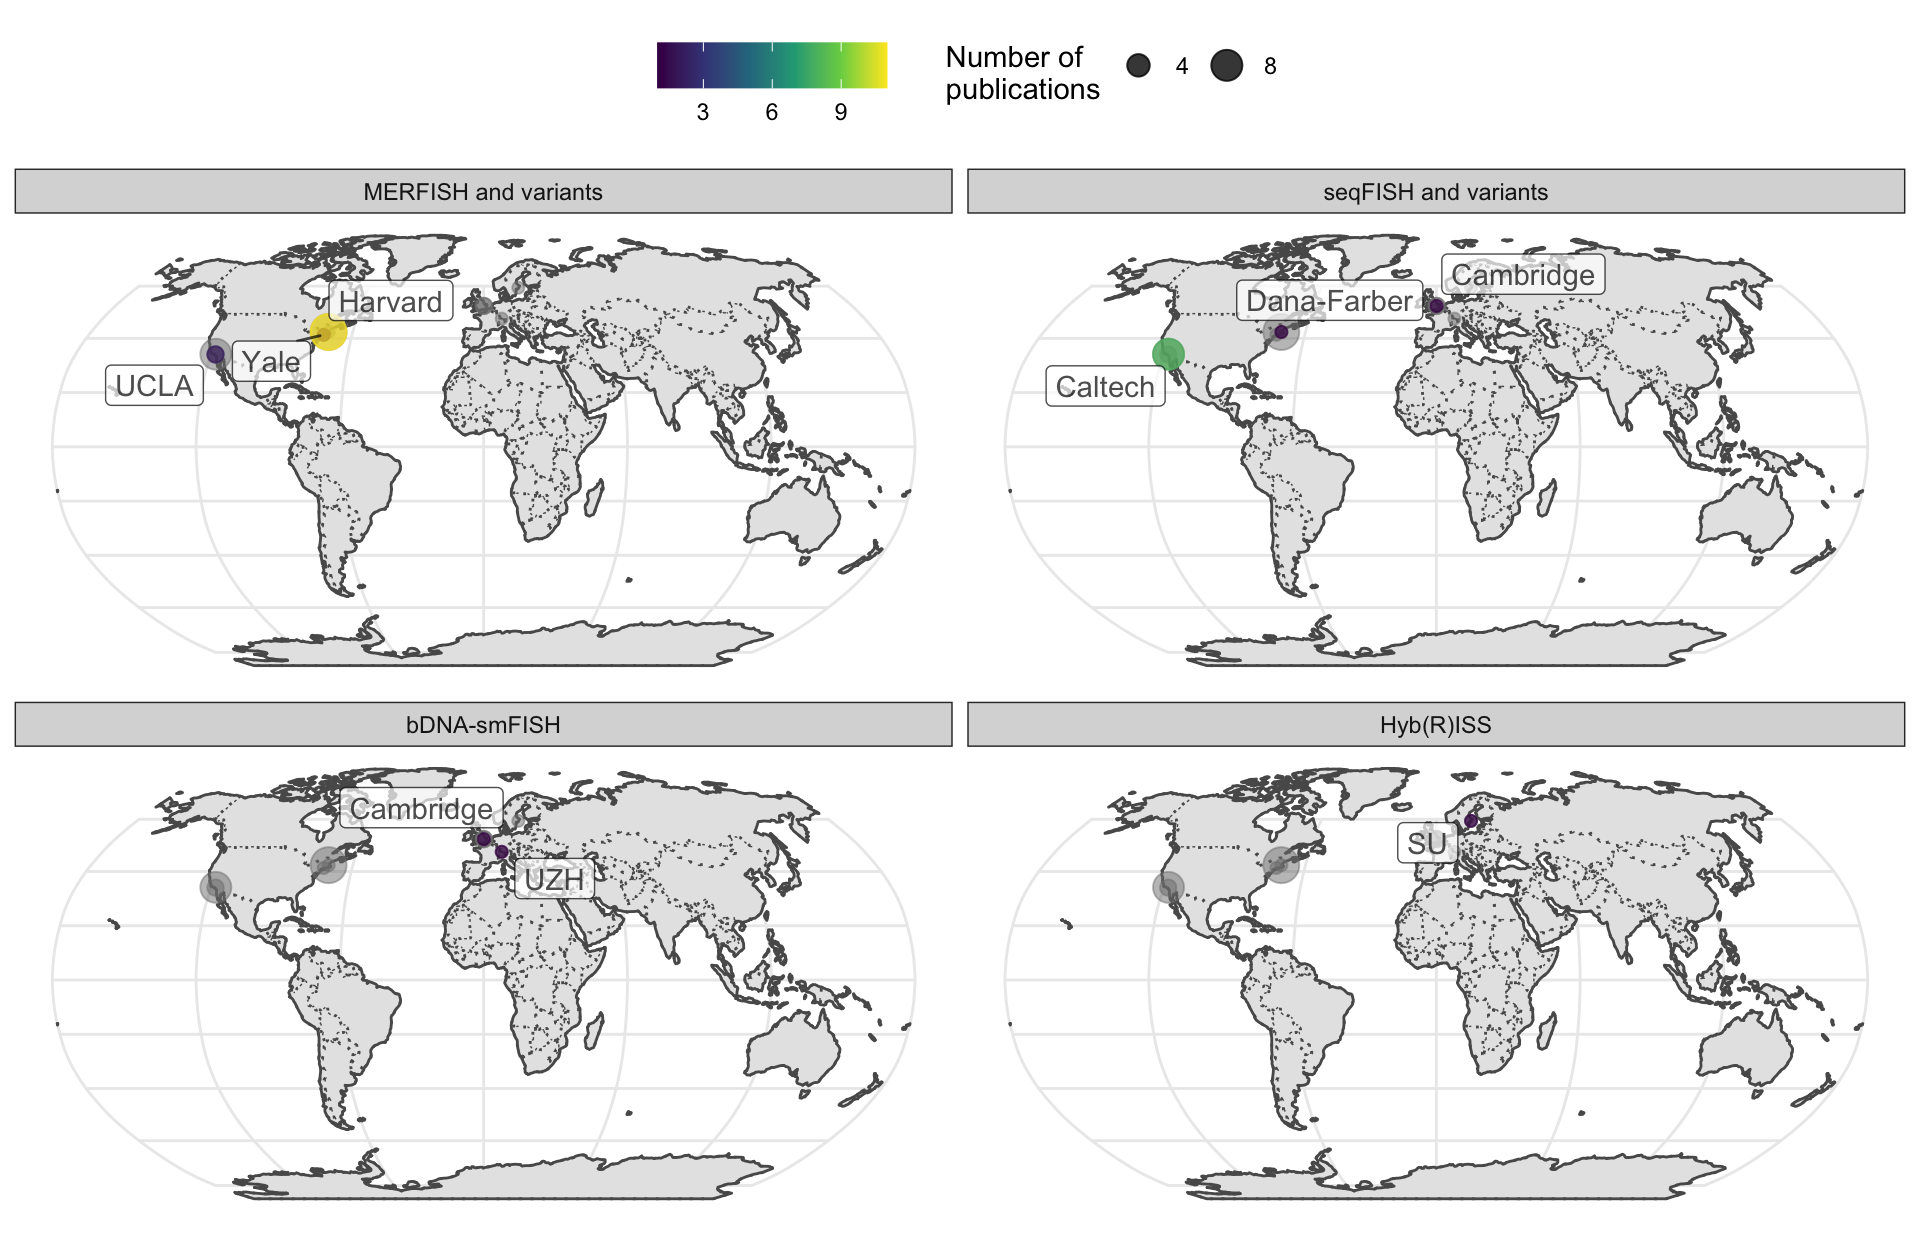 Number of
publications
4
8
3
6
9
MERFISH and variants
seqFISH and variants
Harvard
Yale
UCLA
Cambridge
Dana-Farber
Caltech
bDNA-smFISH
Hyb(R)ISS
Cambridge
UZH
SU